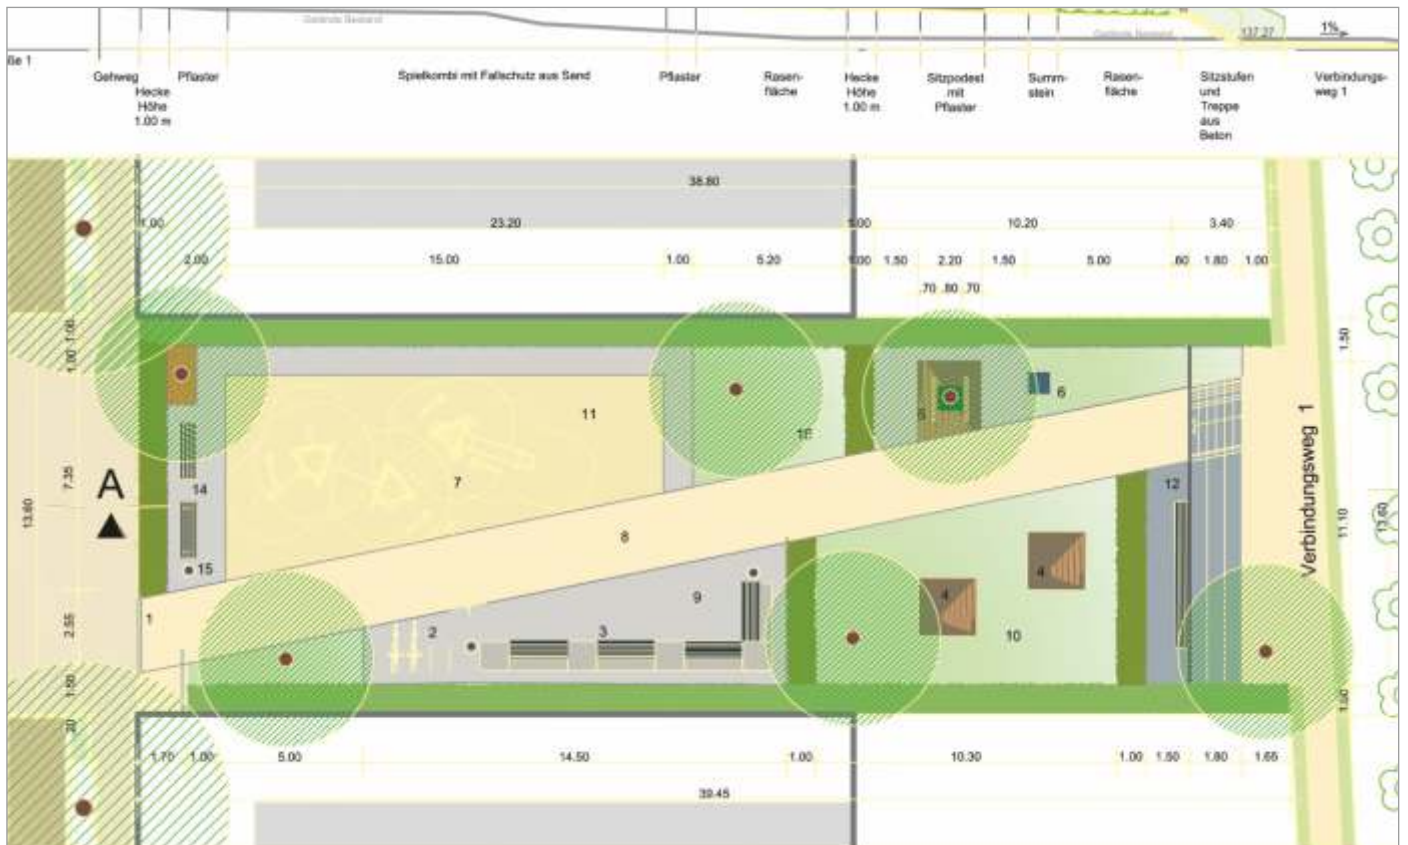 Gelände Bestand
Gelände Bestand
137.27
1%
ße 1
Gehweg
Hecke
Höhe
1.00 m
Pflaster
Spielkombi mit Fallschutz aus Sand
Pflaster
Rasen-
fläche
Hecke
Höhe
1.00 m
Sitzpodest
mit
Pflaster
Summ-
stein
Rasen-
fläche
Sitzstufen
und
Treppe
aus
Beton
Verbindungs-
weg 1
38.80
1.00
23.20
1.00
10.20
3.40
2.00
15.00
1.00
5.20
1.00
1.50
2.20
1.50
5.00
.60
1.80
1.00
.70 .80 .70
1.00
1.00
1.50
11
5
6
16
A
7.35
13.60
14
7
12
8
11.10
13.60
Verbindungsweg 1
15
4
4
9
1
2
3
10
2.55
1.50
1.50
1.70
1.00
5.00
14.50
1.00
10.30
1.00
1.50
1.80
1.65
39.45